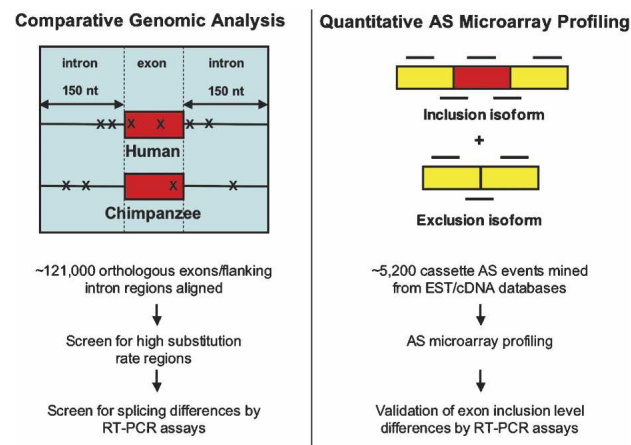 Comparative Genomic Analysis
intron exon intron
150 nt 150 nt
X X X X X X
Human
X X X X
Chimpanzee
~121,000 orthologous exons/flanking
intron regions aligned
Screen for high substitution
rate regions
Screen for splicing differences by
RT-PCR assays
Quantitative AS Microarray Profiling
Inclusion isoform
+
Exclusion isoform
~5,200 cassette AS events mined
from EST/cDNA databases
AS microarray profiling
Validation of exon inclusion level
differences by RT-PCR assays